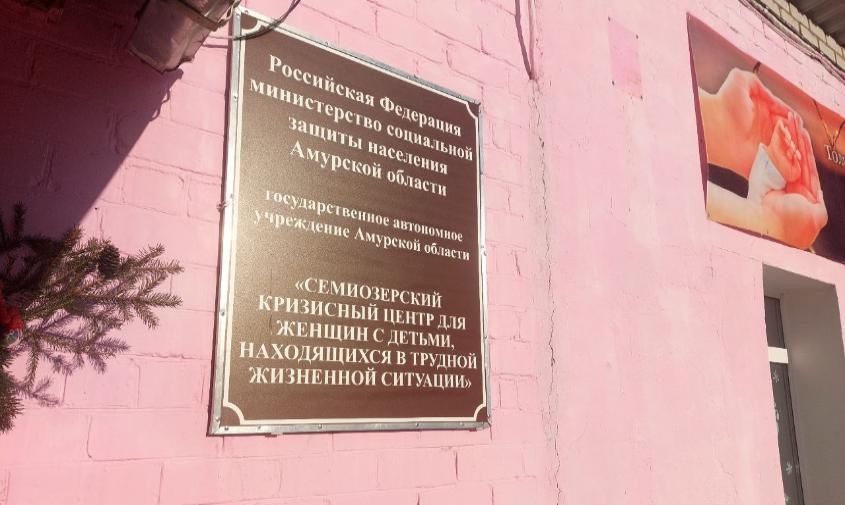 Российская Федерация
министерство социальной
защиты населения
Амурской области
государственное автономное
учреждение Амурской области
«СЕМИОЗЕРСКИЙ
КРИЗИСНЫЙ ЦЕНТР ДЛЯ
ЖЕНЩИН С ДЕТЬМИ,
НАХОДЯЩИХСЯ В ТРУДНОЙ
ЖИЗНЕННОЙ СИТУАЦИИ»